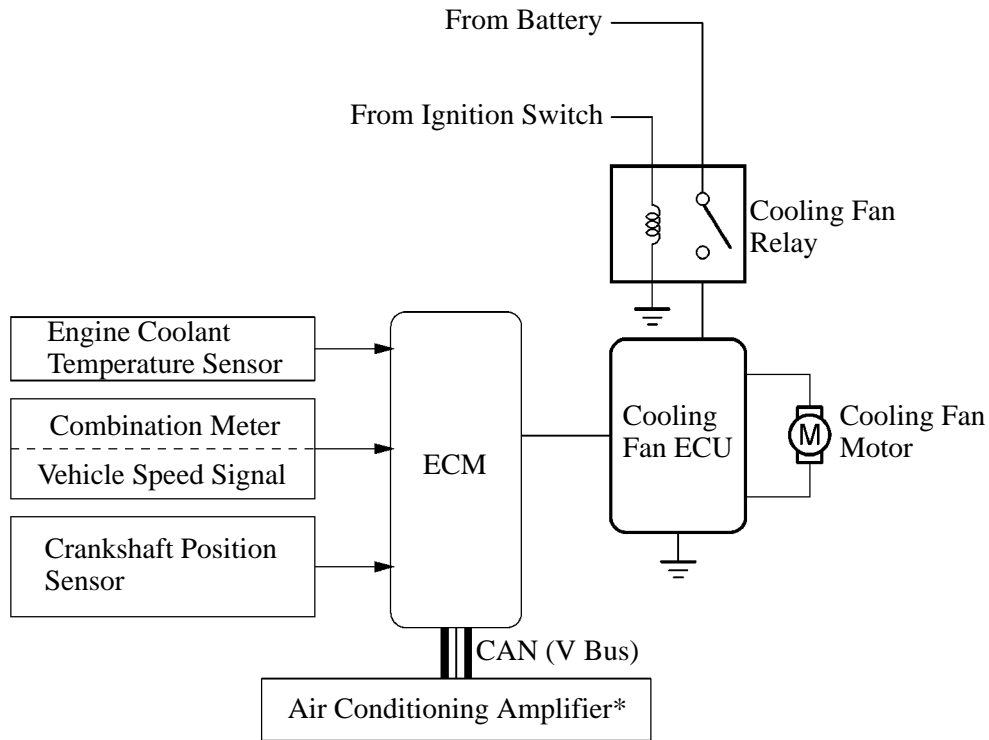 From Battery
From Ignition Switch
Cooling Fan
Relay
Engine Coolant
Temperature Sensor
Combination Meter
Vehicle Speed Signal
Crankshaft Position
Sensor
ECM
Cooling
Fan ECU
M
Cooling Fan
Motor
CAN (V Bus)
Air Conditioning Amplifier*